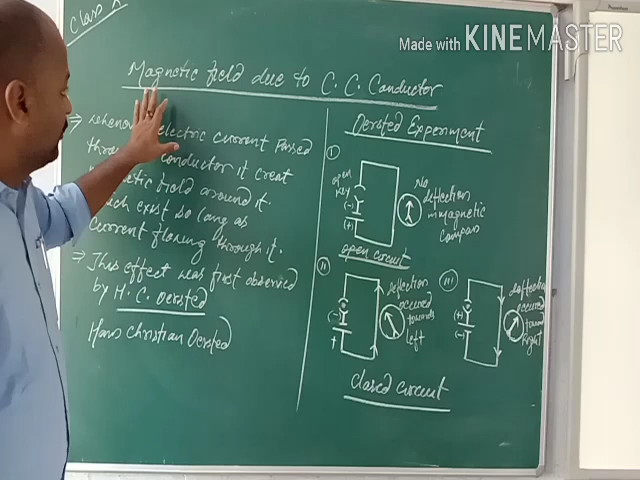 Class X
Made with KINEMASTER
Magnetic field due to C. C. Conductor
⇒ electric current Passed
conductor it creat
field around it.
exist so long as
Current flowing through it.
⇒ This effect was first observed
by H. C. Oersted
Hans Christian Oersted
Oersted Experiment
I
open
key
(-)
(+)
No
deflection
in magnetic
compass
open circuit
II
(-)
+
deflection
occured
towards
left
III
(+)
(-)
occured
toward
Right
Closed circuit